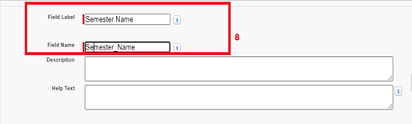 Field Label Semester Name i
8
Field Name Semester_Name i
Description
Help Text i